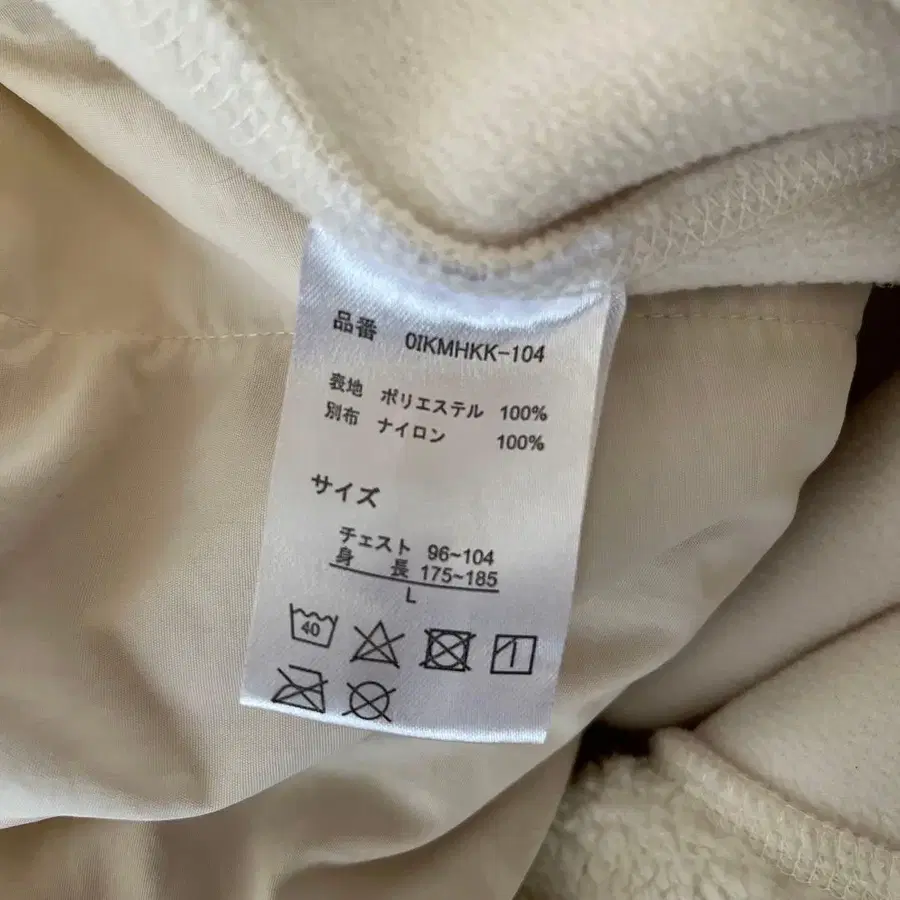 品番 OIKMHKK-104
表地 ポリエステル 100%
別布 ナイロン 100%
サイズ
チェスト 96~104
身 長 175~185
L
40